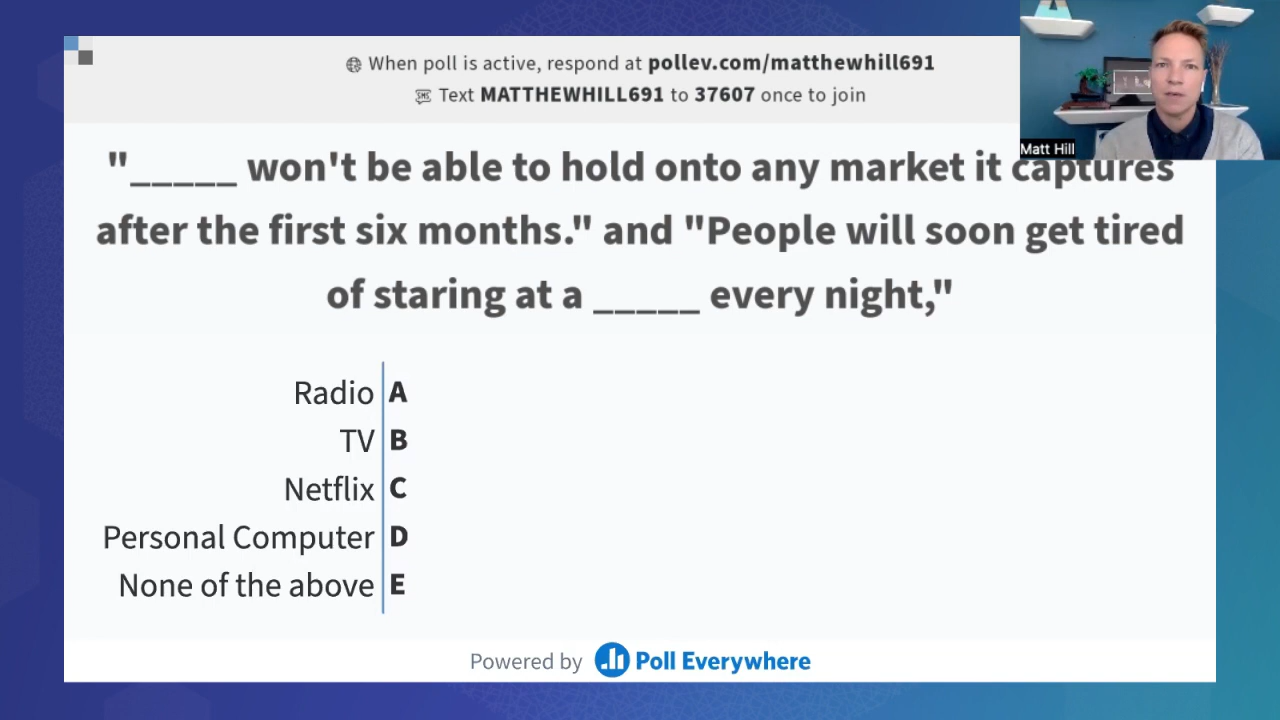 When poll is active, respond at pollev.com/matthewhill691
Text MATTHEWHILL691 to 37607 once to join
Matt Hill
"_____ won't be able to hold onto any market it captures
after the first six months." and "People will soon get tired
of staring at a _____ every night,"
Radio A
TV B
Netflix C
Personal Computer D
None of the above E
Powered by Poll Everywhere